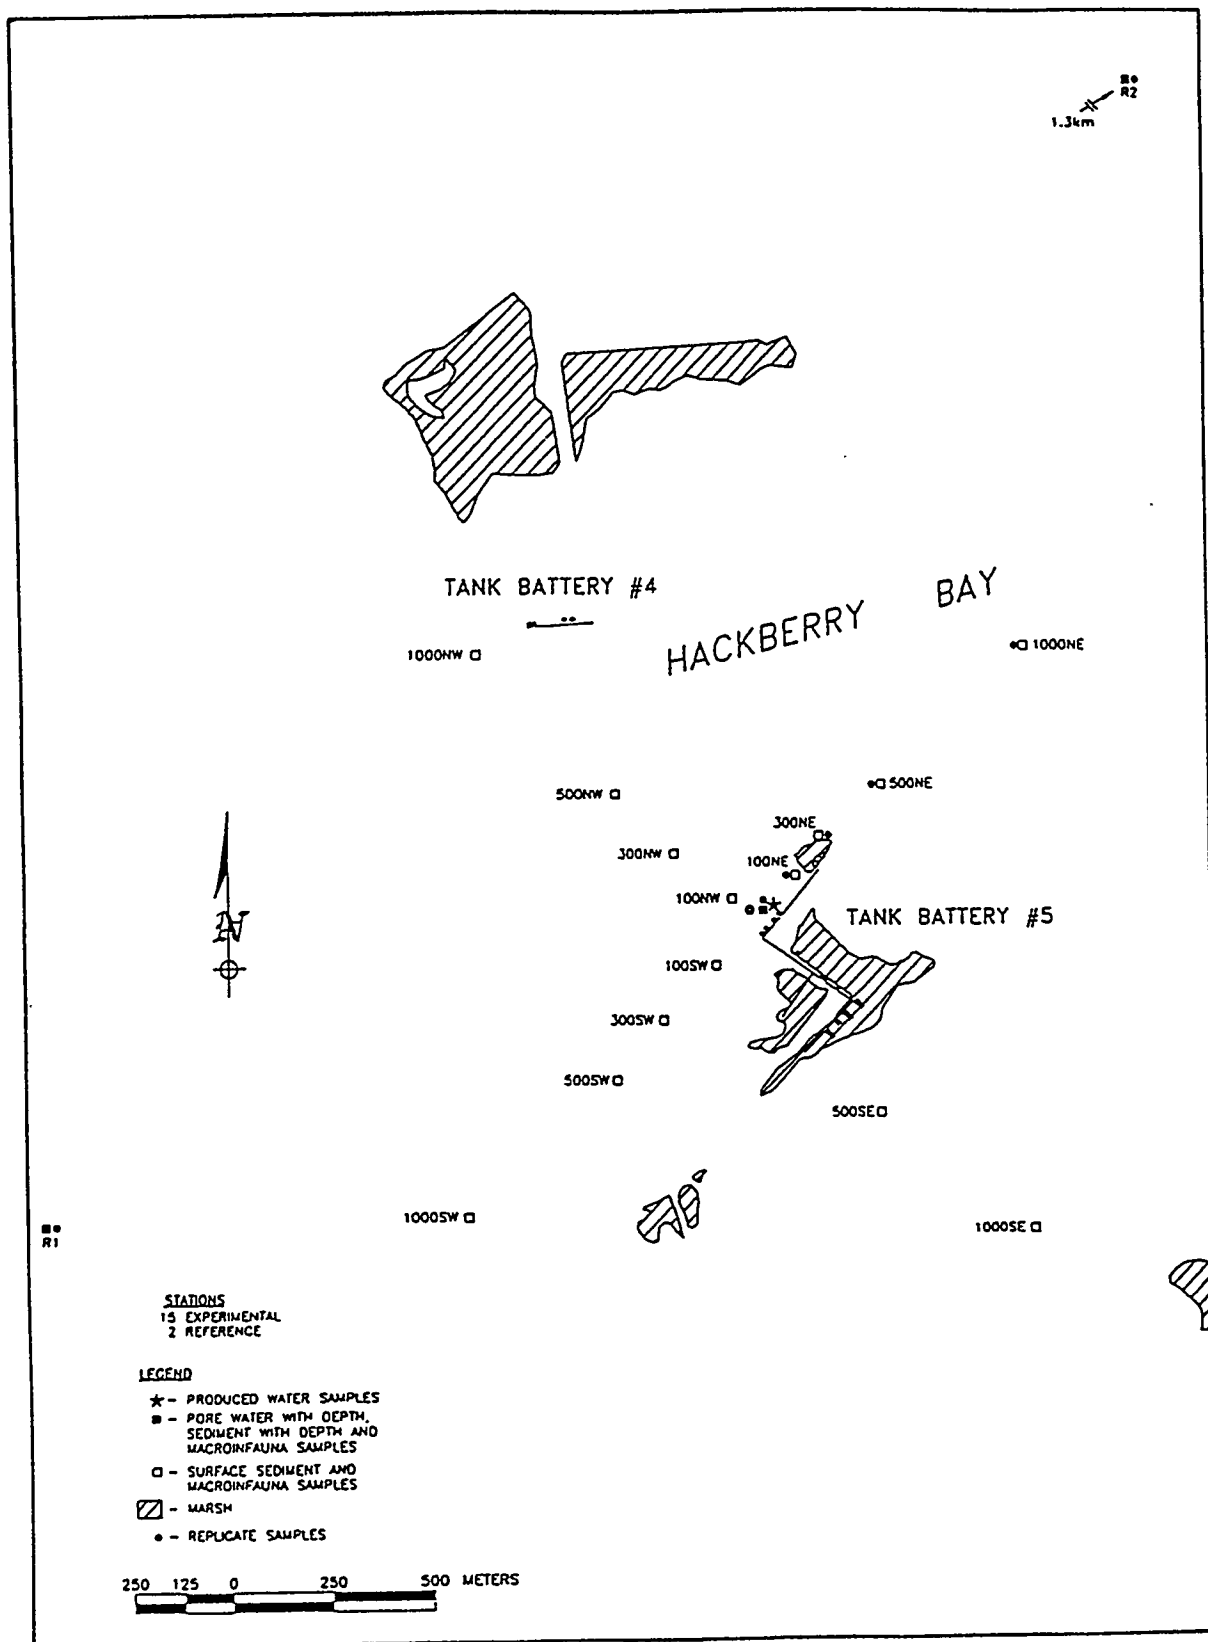 R2
1.3km
TANK BATTERY #4
HACKBERRY BAY
1000NW
1000NE
500NW
500NE
300NE
300NW
100NE
100NW
TANK BATTERY #5
N
100SW
300SW
500SW
500SE
1000SW
1000SE
R1
STATIONS
15 EXPERIMENTAL
2 REFERENCE
LEGEND
- PRODUCED WATER SAMPLES
- PORE WATER WITH DEPTH,
SEDIMENT WITH DEPTH AND
MACROINFAUNA SAMPLES
- SURFACE SEDIMENT AND
MACROINFAUNA SAMPLES
- MARSH
- REPLICATE SAMPLES
250 125 0 250 500 METERS